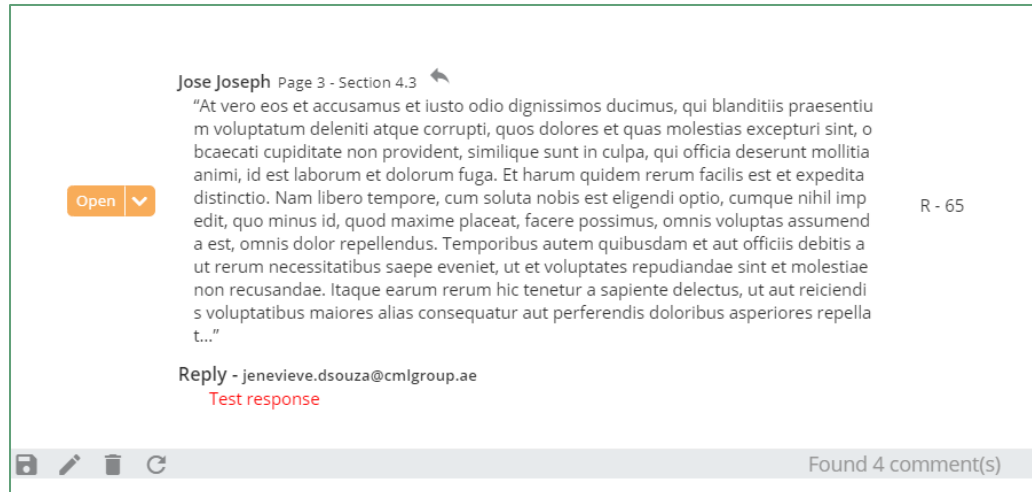 Jose Joseph Page 3 - Section 4.3
“At vero eos et accusamus et iusto odio dignissimos ducimus, qui blanditiis praesentiu
m voluptatum deleniti atque corrupti, quos dolores et quas molestias excepturi sint, o
bcaecati cupiditate non provident, similique sunt in culpa, qui officia deserunt mollitia
animi, id est laborum et dolorum fuga. Et harum quidem rerum facilis est et expedita
distinctio. Nam libero tempore, cum soluta nobis est eligendi optio, cumque nihil imp
edit, quo minus id, quod maxime placeat, facere possimus, omnis voluptas assumend
a est, omnis dolor repellendus. Temporibus autem quibusdam et aut officiis debitis a
ut rerum necessitatibus saepe eveniet, ut et voluptates repudiandae sint et molestiae
non recusandae. Itaque earum rerum hic tenetur a sapiente delectus, ut aut reiciendi
s voluptatibus maiores alias consequatur aut perferendis doloribus asperiores repella
t...”
Open
R - 65
Reply - jenevieve.dsouza@cmlgroup.ae
Test response
Found 4 comment(s)